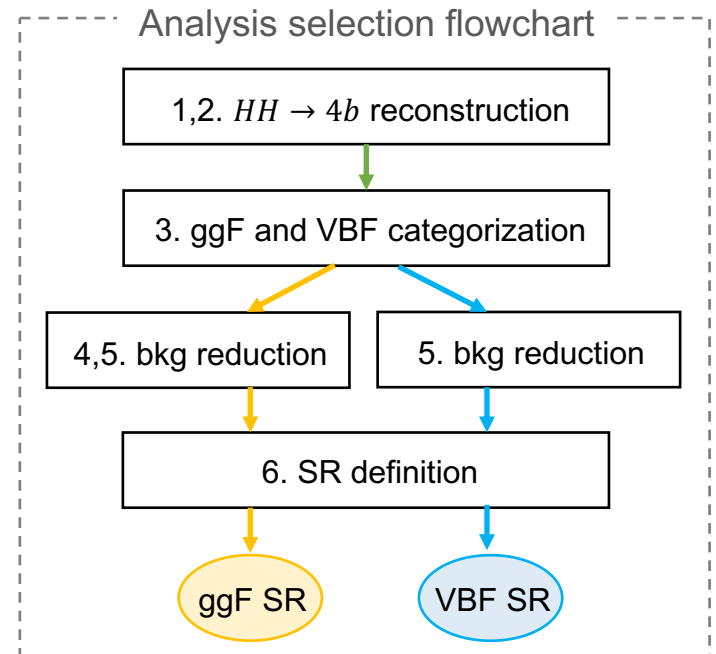 Analysis selection flowchart
1,2. HH → 4b reconstruction
3. ggF and VBF categorization
4,5. bkg reduction
5. bkg reduction
6. SR definition
ggF SR
VBF SR